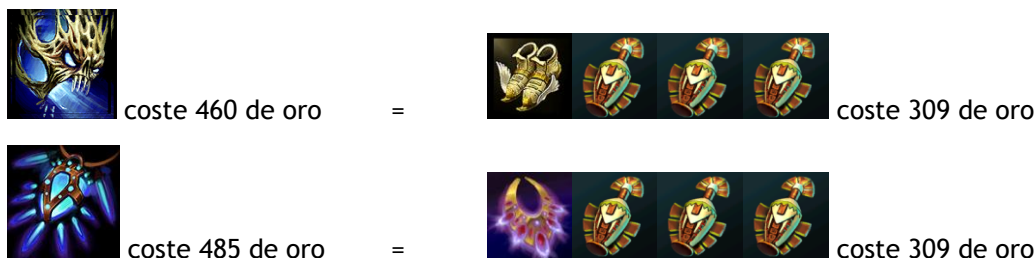 coste 460 de oro = coste 309 de oro
coste 485 de oro = coste 309 de oro